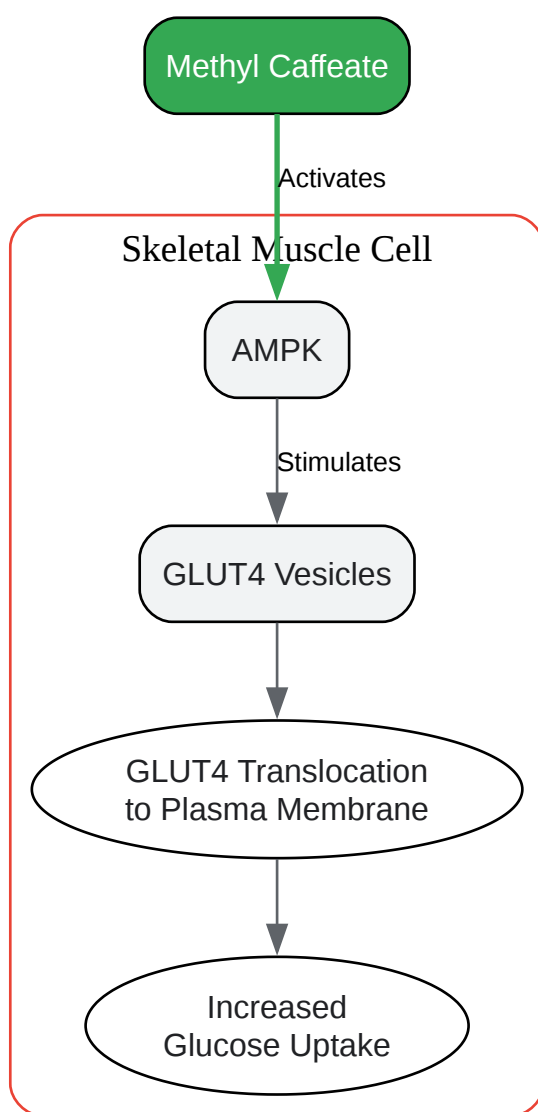 Methyl Caffeate
Activates
Skeletal Muscle Cell
AMPK
Stimulates
GLUT4 Vesicles
GLUT4 Translocation
to Plasma Membrane
Increased
Glucose Uptake